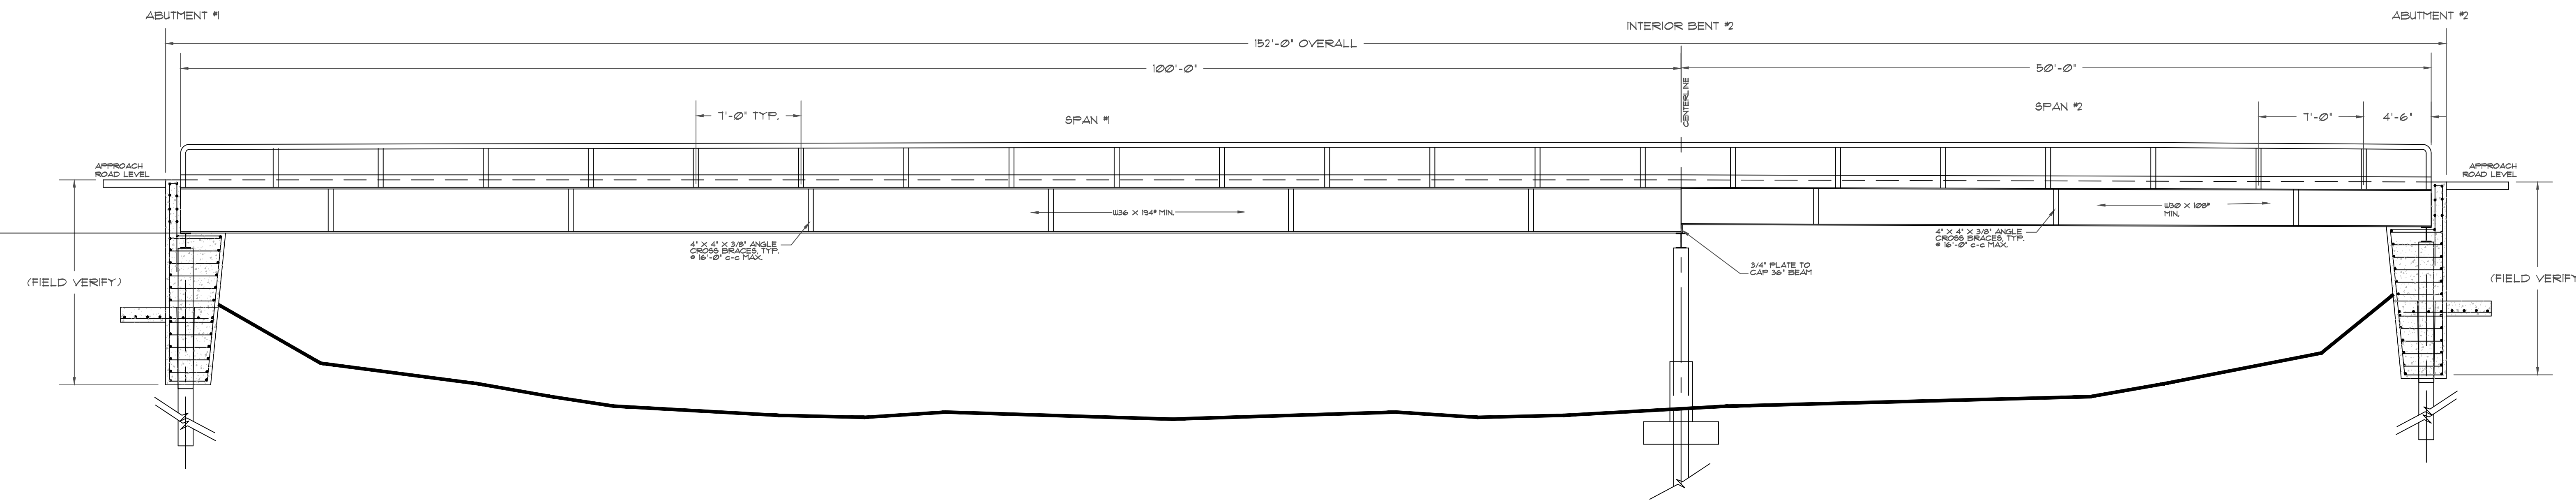 ABUTMENT #1
INTERIOR BENT #2
ABUTMENT #2
152'-0" OVERALL
100'-0"
50'-0"
CENTERLINE
7'-0" TYP.
SPAN #1
SPAN #2
7'-0"
4'-6"
APPROACH
ROAD LEVEL
APPROACH
ROAD LEVEL
W36 X 194# MIN.
W30 X 108#
MIN.
4" X 4" X 3/8" ANGLE
CROSS BRACES, TYP.
@ 16'-0" c-c MAX.
4" X 4" X 3/8" ANGLE
CROSS BRACES, TYP.
@ 16'-0" c-c MAX.
3/4" PLATE TO
CAP 36" BEAM
(FIELD VERIFY)
(FIELD VERIFY